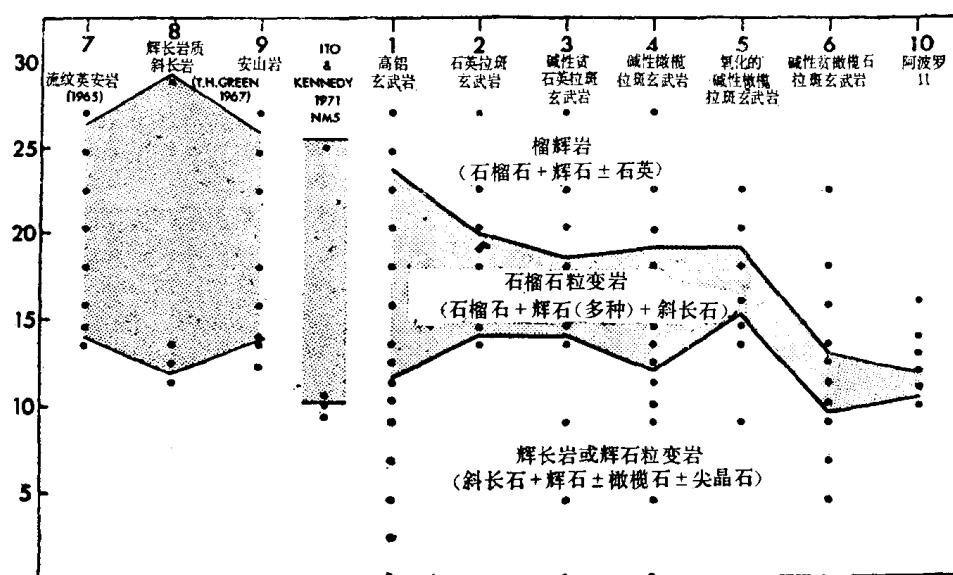 30
25
20
15
10
5
7
流纹英安岩
(1965)
8
辉长岩质
斜长岩
(T.H.GREEN
1967)
9
安山岩
ITO
&
KENNEDY
1971
NM5
1
高铝
玄武岩
2
石英拉斑
玄武岩
3
碱性贫
石英拉斑
玄武岩
4
碱性橄榄
拉斑玄武岩
5
氧化的
碱性橄榄
拉斑玄武岩
6
碱性贫橄榄石
拉斑玄武岩
10
阿波罗
11
榴辉岩
(石榴石+辉石±石英)
石榴石粒变岩
(石榴石+辉石(多种)+斜长石)
辉长岩或辉石粒变岩
(斜长石+辉石±橄榄石±尖晶石)